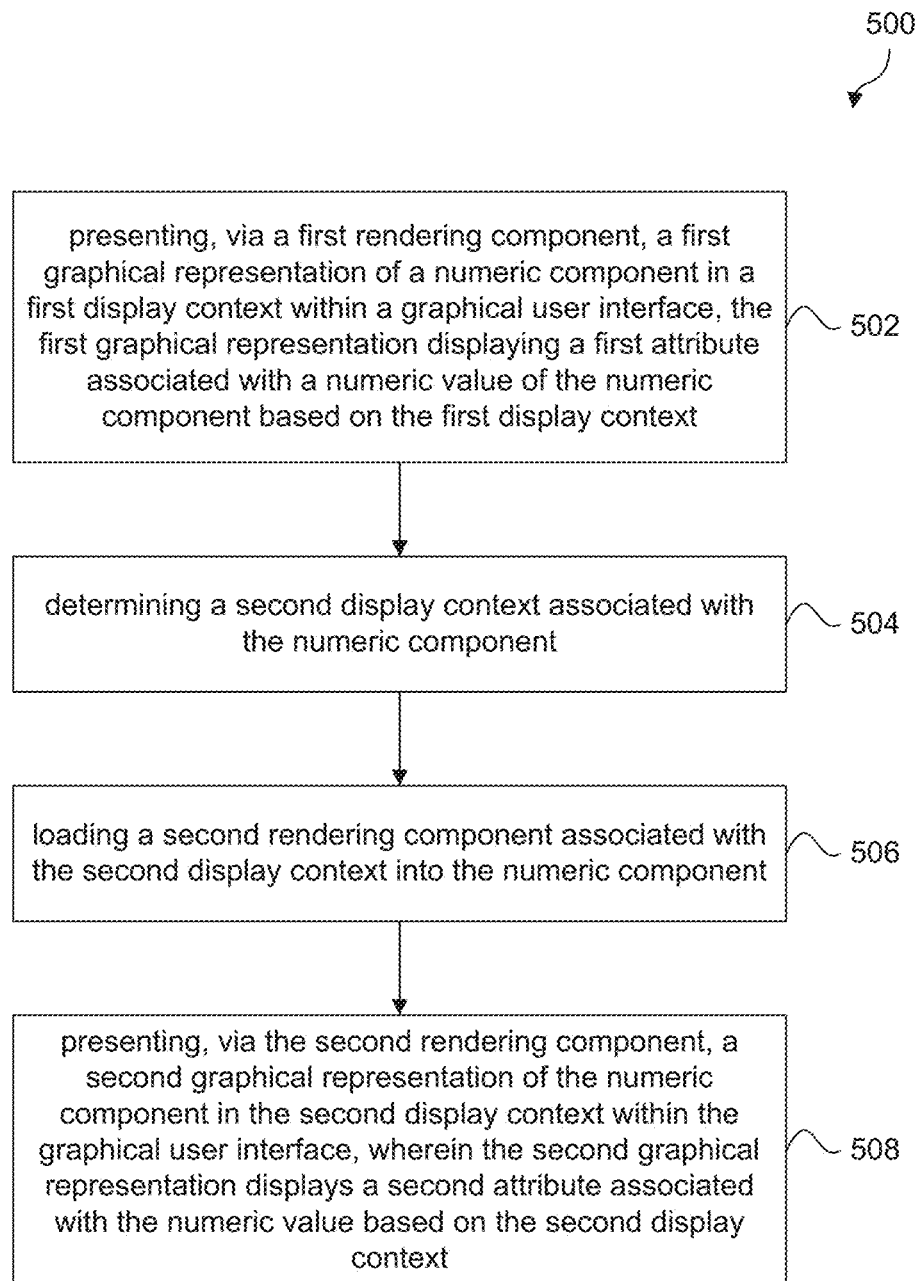 500
presenting, via a first rendering component, a first
graphical representation of a numeric component in a
first display context within a graphical user interface, the
first graphical representation displaying a first attribute
associated with a numeric value of the numeric
component based on the first display context
502
determining a second display context associated with
the numeric component
504
loading a second rendering component associated with
the second display context into the numeric component
506
presenting, via the second rendering component, a
second graphical representation of the numeric
component in the second display context within the
graphical user interface, wherein the second graphical
representation displays a second attribute associated
with the numeric value based on the second display
context
508